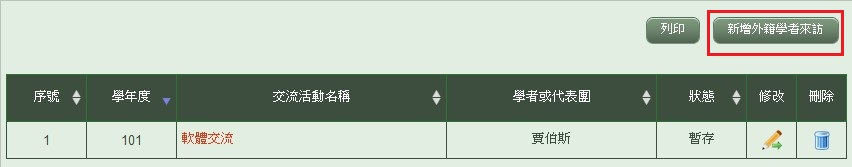 列印 新增外籍學者來訪
序號 學年度 交流活動名稱 學者或代表團 狀態 修改 刪除
1 101 軟體交流 賈伯斯 暫存